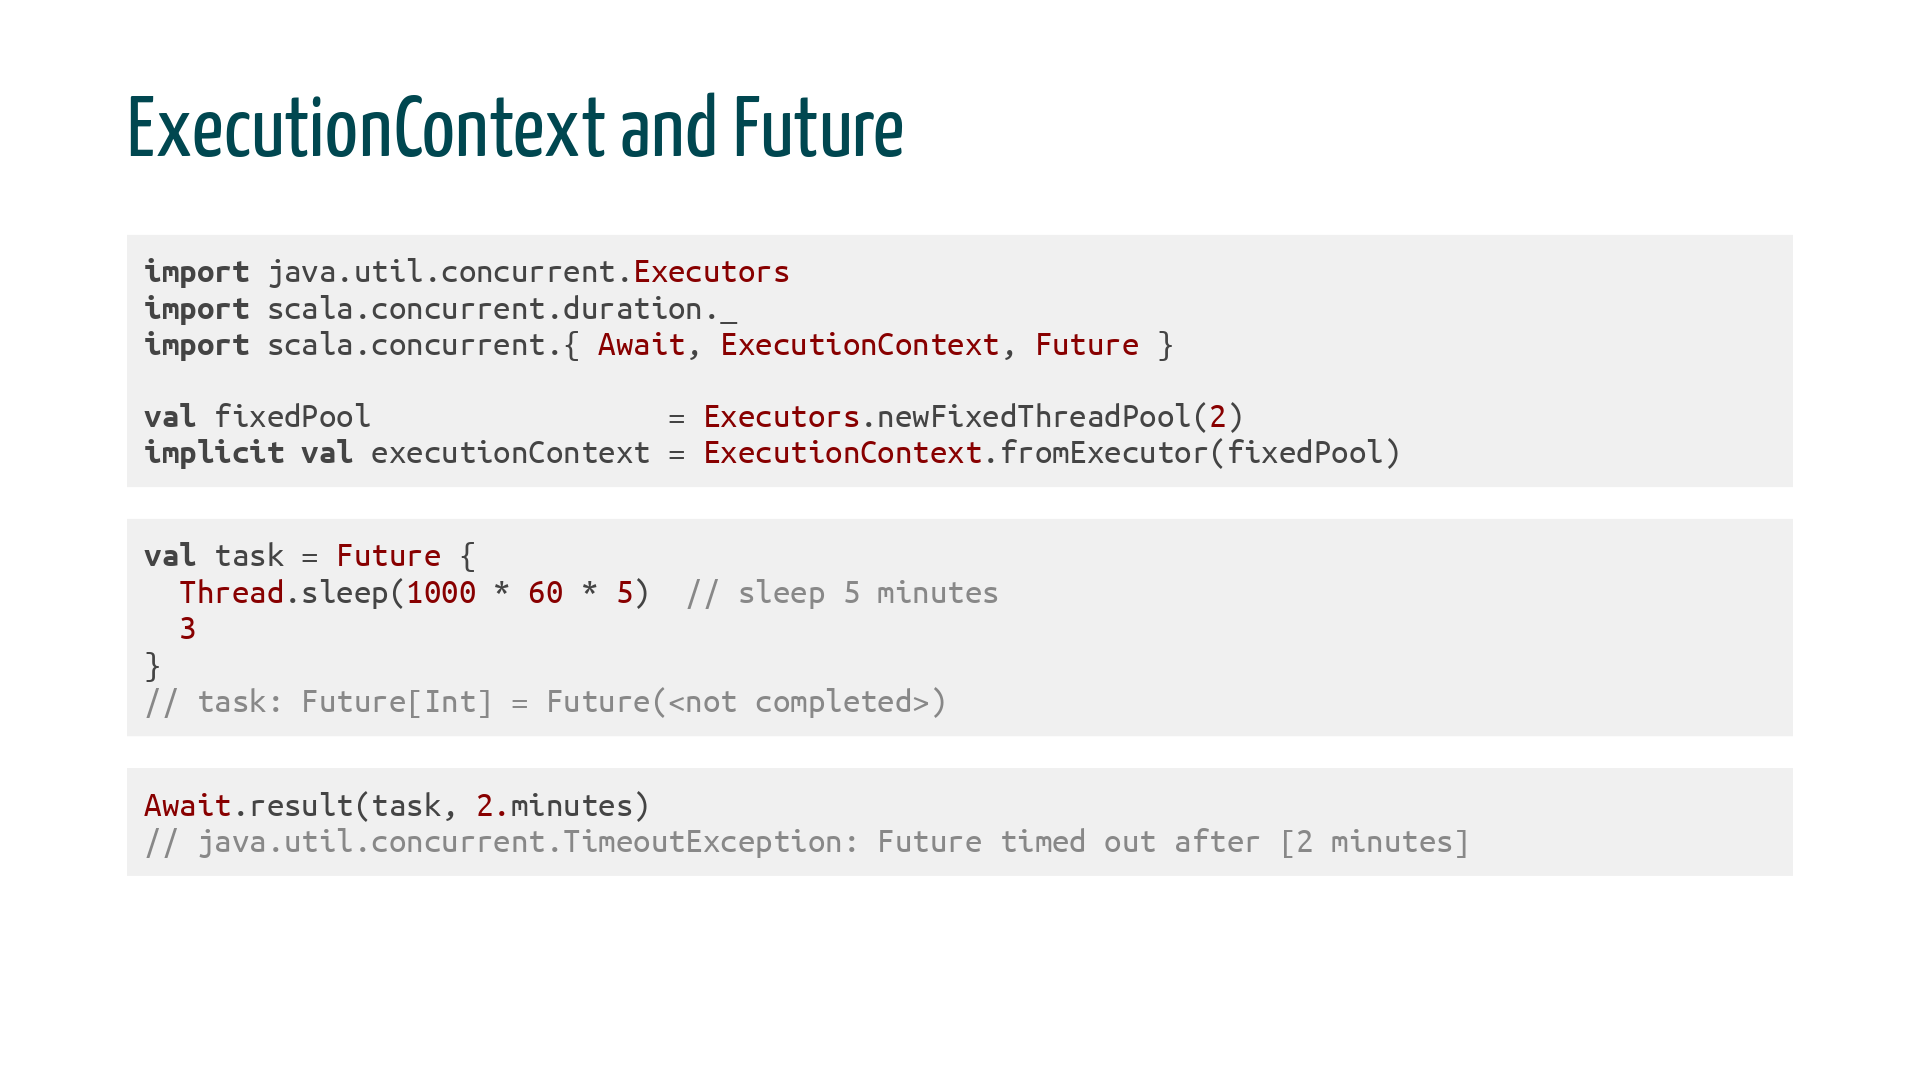 ExecutionContext and Future
import java.util.concurrent.Executors
import scala.concurrent.duration._
import scala.concurrent.{ Await, ExecutionContext, Future }
val fixedPool                 = Executors.newFixedThreadPool(2)
implicit val executionContext = ExecutionContext.fromExecutor(fixedPool)
val task = Future {
  Thread.sleep(1000 * 60 * 5)  // sleep 5 minutes
  3
}
// task: Future[Int] = Future(<not completed>)
Await.result(task, 2.minutes)
// java.util.concurrent.TimeoutException: Future timed out after [2 minutes]